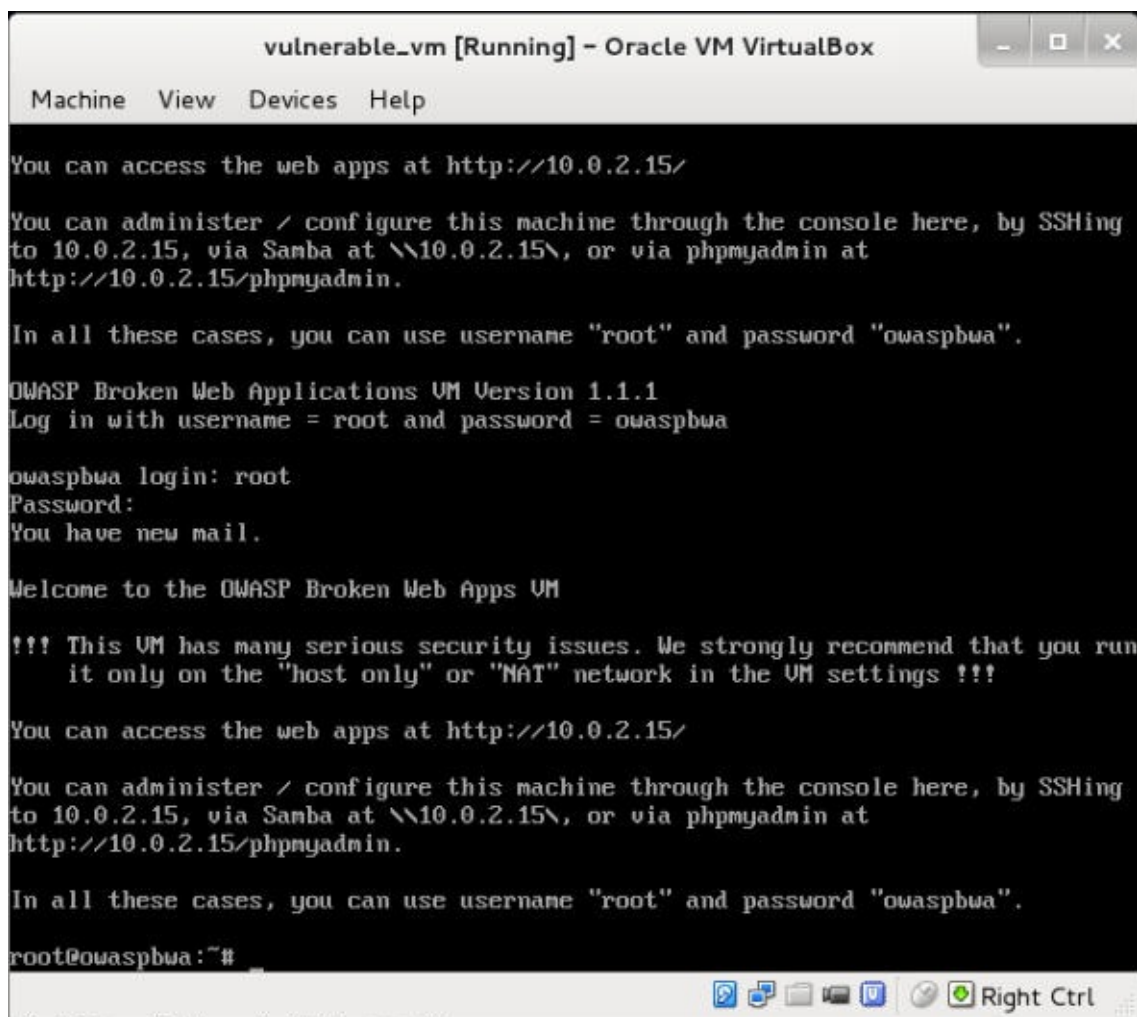 vulnerable_vm [Running] - Oracle VM VirtualBox
Machine View Devices Help
You can access the web apps at http://10.0.2.15/
You can administer / configure this machine through the console here, by SSHing
to 10.0.2.15, via Samba at \\10.0.2.15\, or via phpmyadmin at
http://10.0.2.15/phpmyadmin.
In all these cases, you can use username "root" and password "owaspbwa".
OWASP Broken Web Applications VM Version 1.1.1
Log in with username = root and password = owaspbwa
owaspbwa login: root
Password:
You have new mail.
Welcome to the OWASP Broken Web Apps VM
!!! This VM has many serious security issues. We strongly recommend that you run
it only on the "host only" or "NAT" network in the VM settings !!!
You can access the web apps at http://10.0.2.15/
You can administer / configure this machine through the console here, by SSHing
to 10.0.2.15, via Samba at \\10.0.2.15\, or via phpmyadmin at
http://10.0.2.15/phpmyadmin.
In all these cases, you can use username "root" and password "owaspbwa".
root@owaspbwa:~# _
Right Ctrl